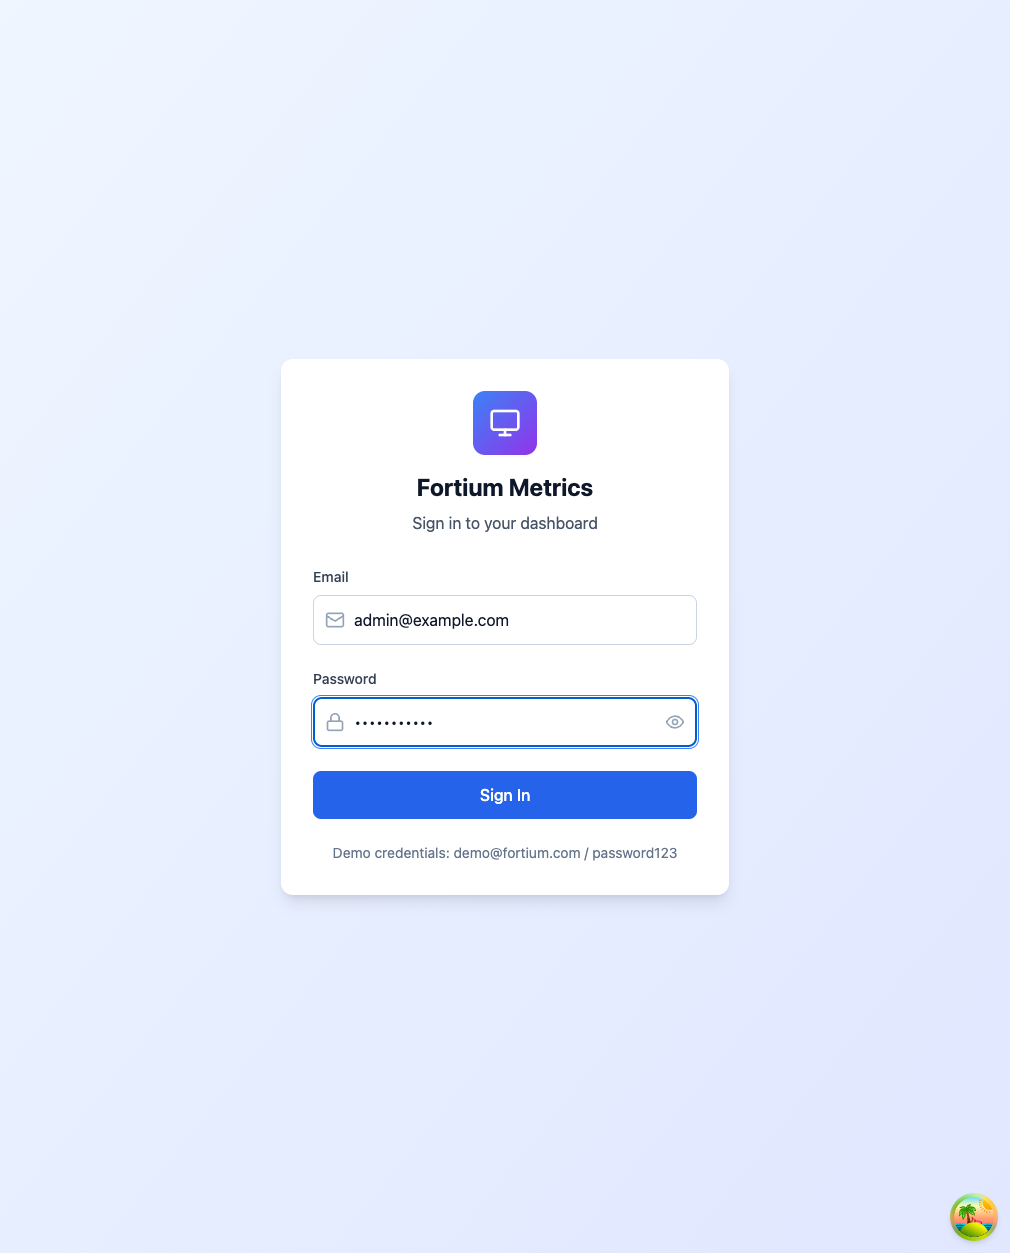 Fortium Metrics
Sign in to your dashboard
Email
admin@example.com
Password
•••••••••••
Sign In
Demo credentials: demo@fortium.com / password123